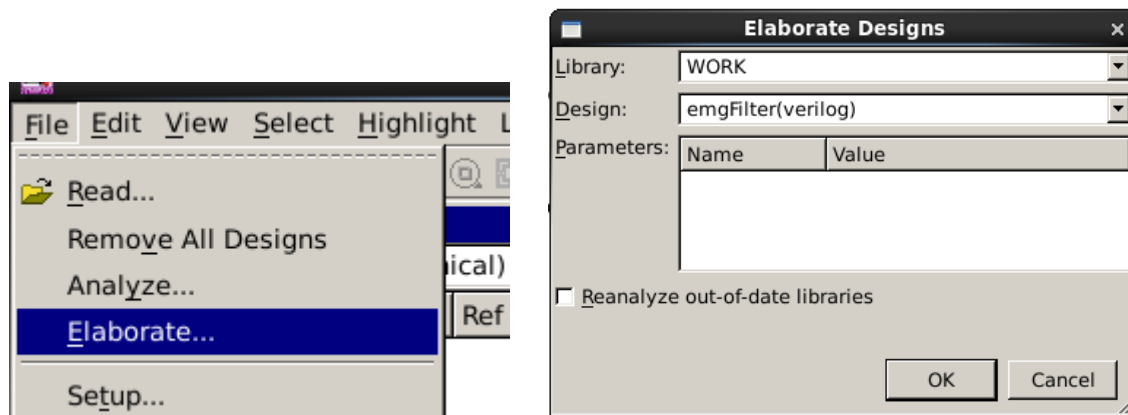 File Edit View Select Highlight L
Read...
Remove All Designs
Analyze...
Elaborate...
Setup...
ical)
Ref
Elaborate Designs
Library: WORK
Design: emgFilter(verilog)
Parameters: Name Value
Reanalyze out-of-date libraries
OK Cancel